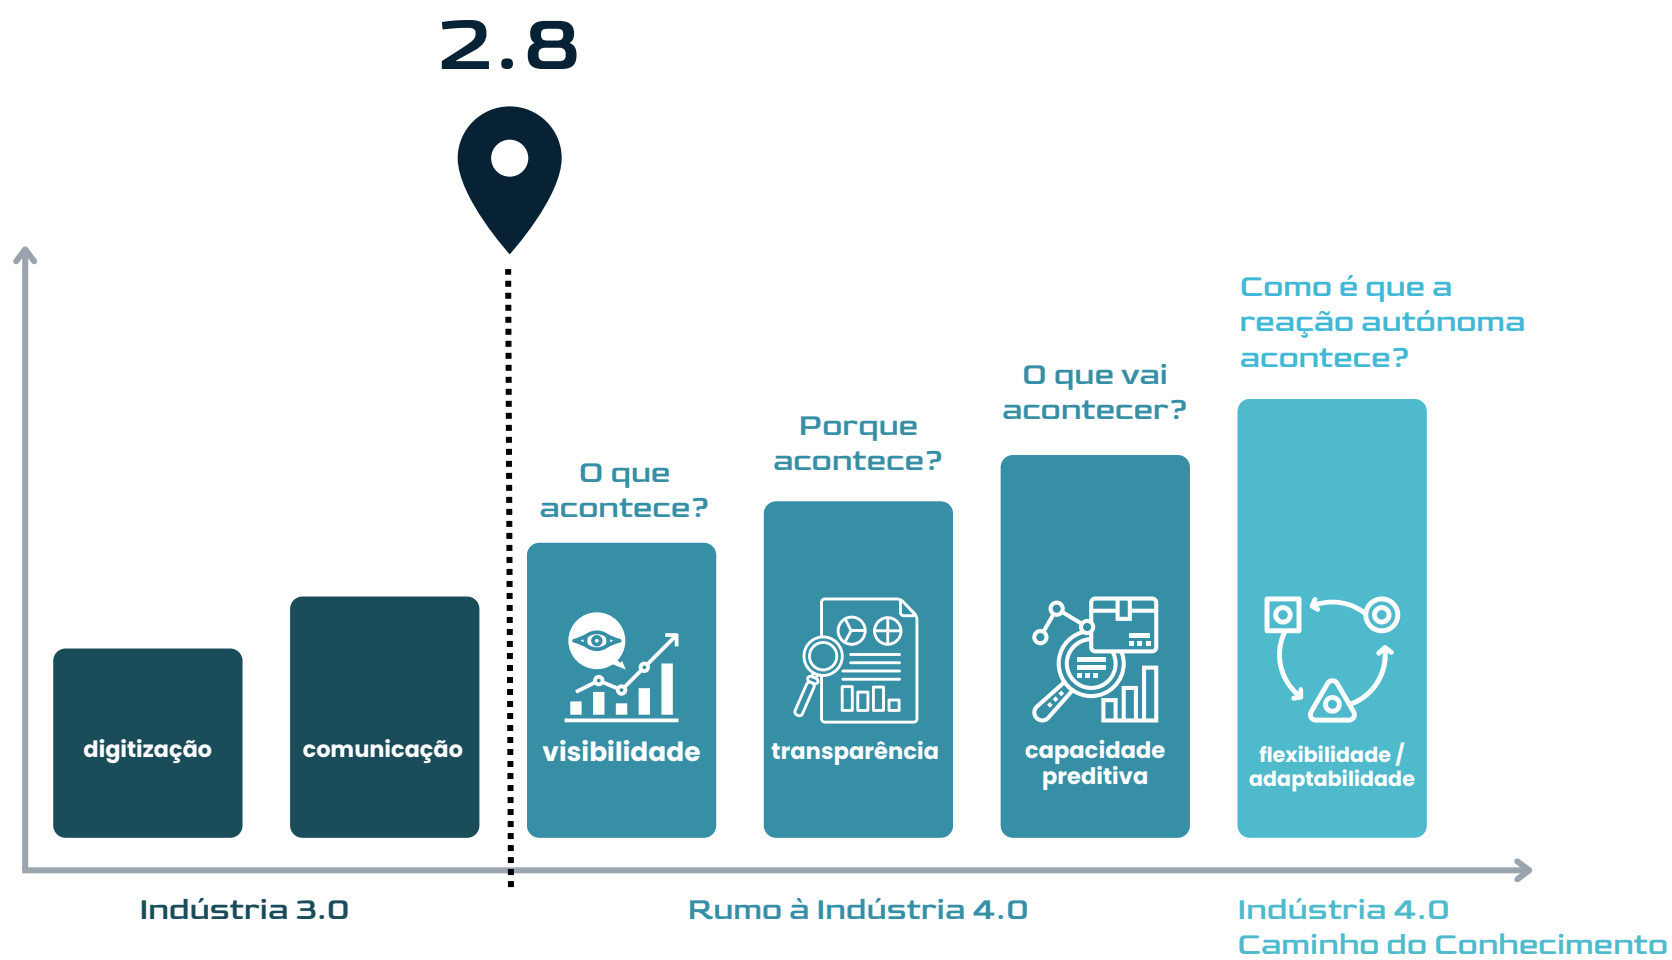 2.8
Como é que a
reação autónoma
acontece?
O que vai
acontecer?
Porque
acontece?
O que
acontece?
digitização
comunicação
visibilidade
transparência
capacidade
preditiva
flexibilidade /
adaptabilidade
Indústria 3.0
Rumo à Indústria 4.0
Indústria 4.0
Caminho do Conhecimento